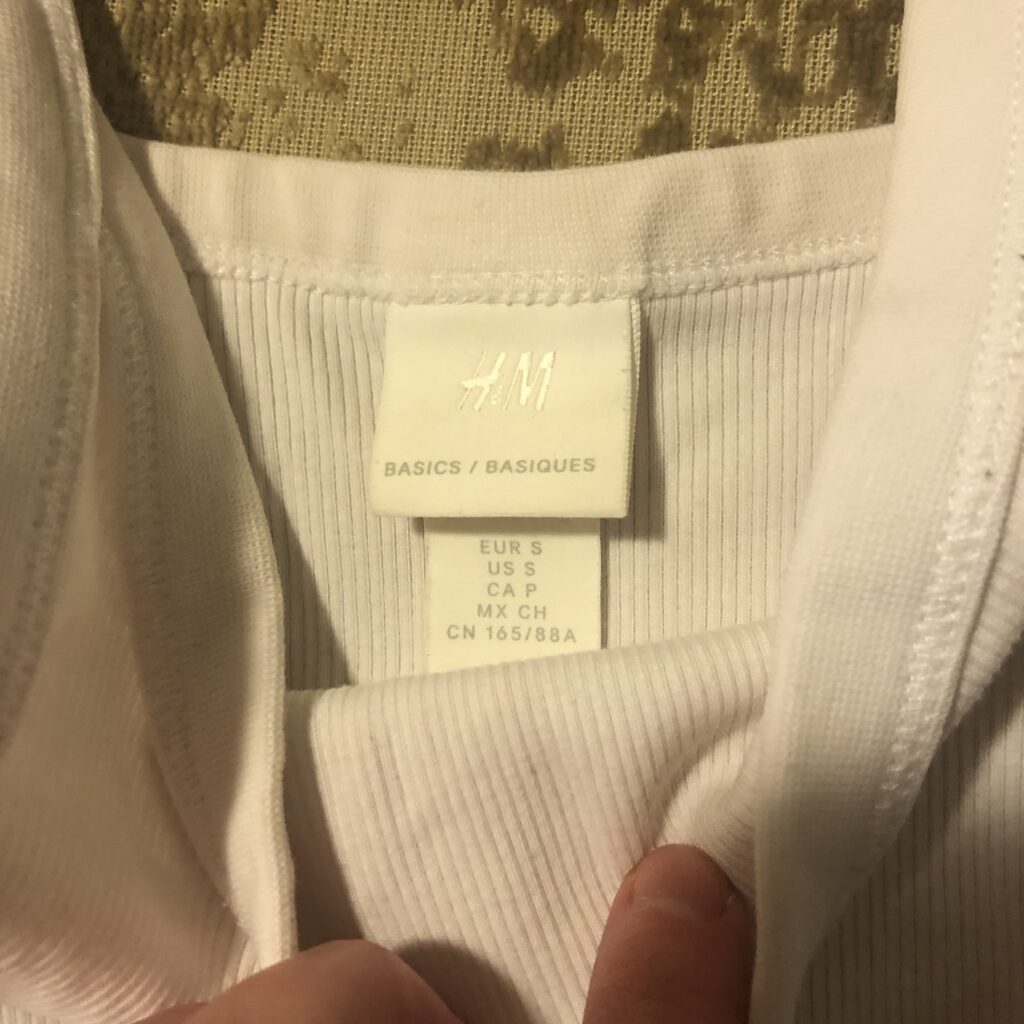 H&M
BASICS / BASIQUES
EUR S
US S
CA P
MX CH
CN 165/88A